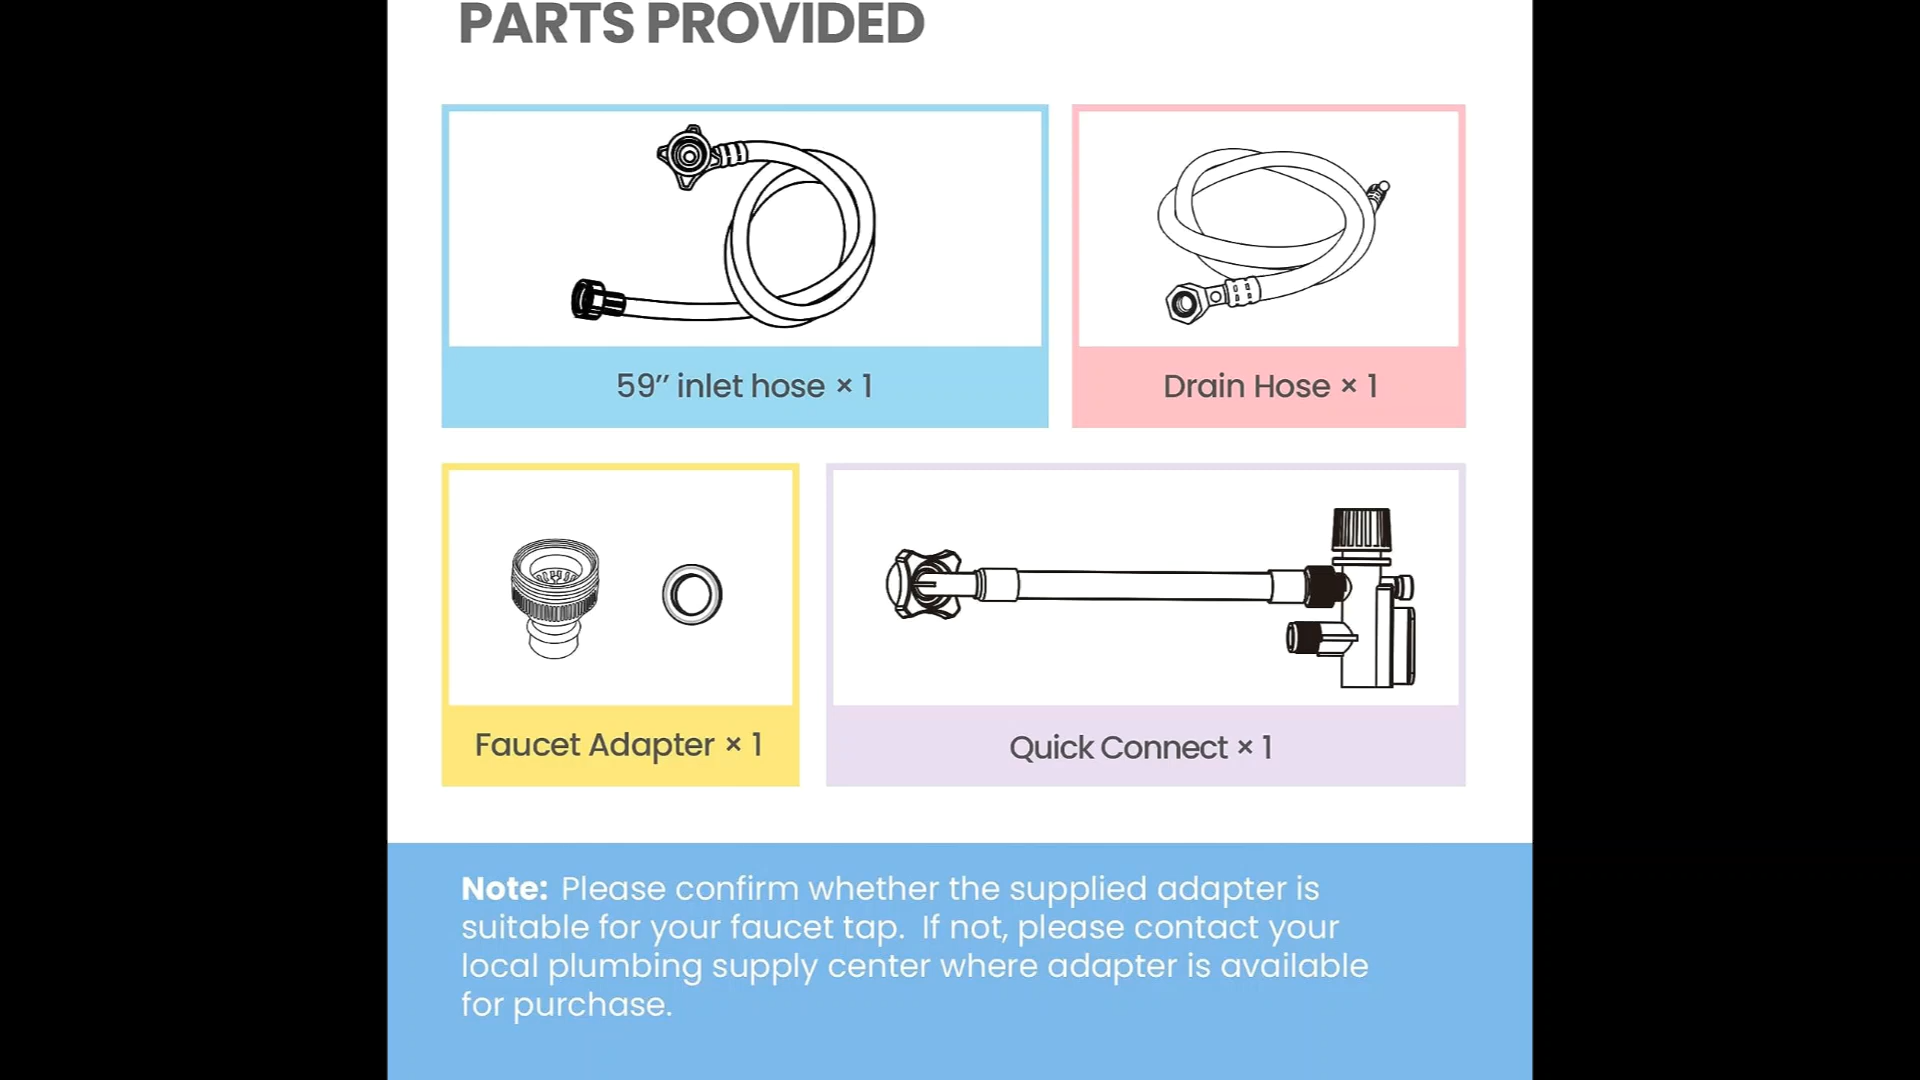 PARTS PROVIDED
59’’ inlet hose × 1
Drain Hose × 1
Faucet Adapter × 1
Quick Connect × 1
Note: Please confirm whether the supplied adapter is
suitable for your faucet tap. If not, please contact your
local plumbing supply center where adapter is available
for purchase.